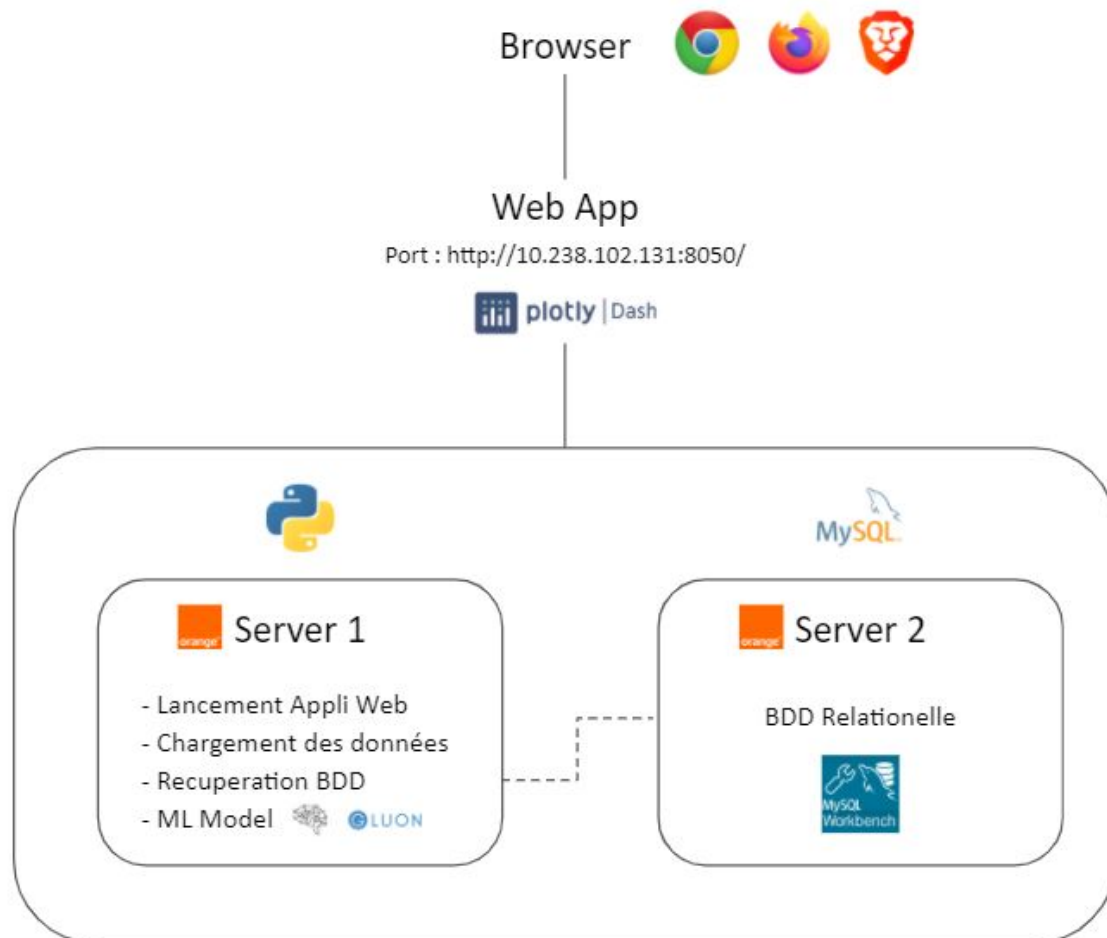 Browser
Web App
Port : http://10.238.102.131:8050/
plotly | Dash
MySQL
orange Server 1
- Lancement Appli Web
- Chargement des données
- Recuperation BDD
- ML Model GLUON
orange Server 2
BDD Relationelle
MySQL
Workbench